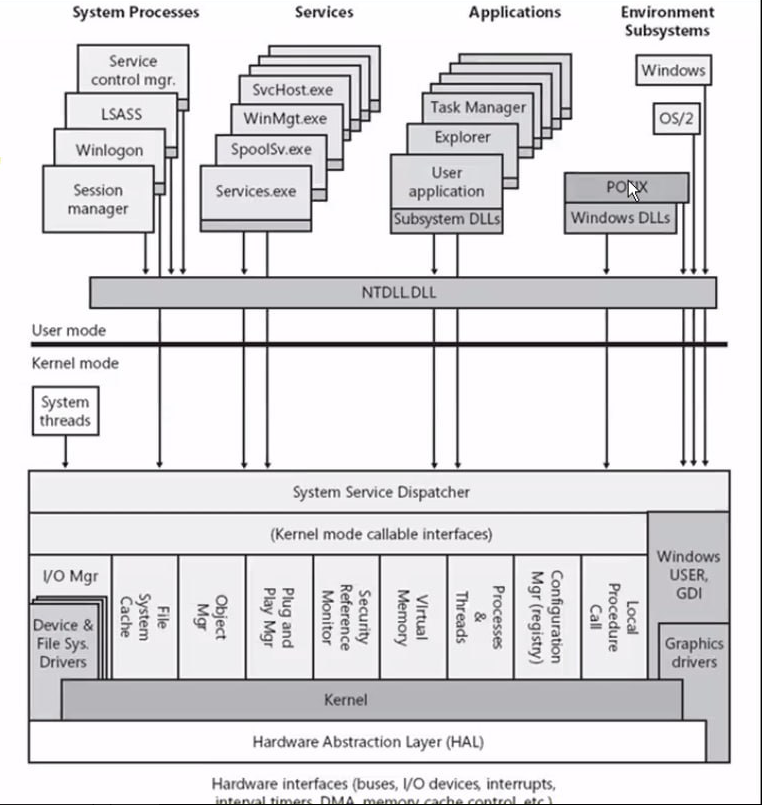 System Processes
Services
Applications
Environment
Subsystems
Service
control mgr.
LSASS
Winlogon
Session
manager
SvcHost.exe
WinMgt.exe
SpoolSv.exe
Services.exe
Task Manager
Explorer
User
application
Subsystem DLLs
Windows
OS/2
Windows DLLs
NTDLL.DLL
User mode
Kernel mode
System
threads
System Service Dispatcher
(Kernel mode callable interfaces)
I/O Mgr
Device &
File Sys.
Drivers
File
System
Cache
Object
Mgr
Plug and
Play Mgr
Security
Reference
Monitor
VIrtual
Memory
Processes
&
Threads
Configuration
Mgr (registry)
Local
Procedure
Call
Windows
USER,
GDI
Graphics
drivers
Kernel
Hardware Abstraction Layer (HAL)
Hardware interfaces (buses, I/O devices, interrupts,
interval timers, DMA, memory cache control, etc.)